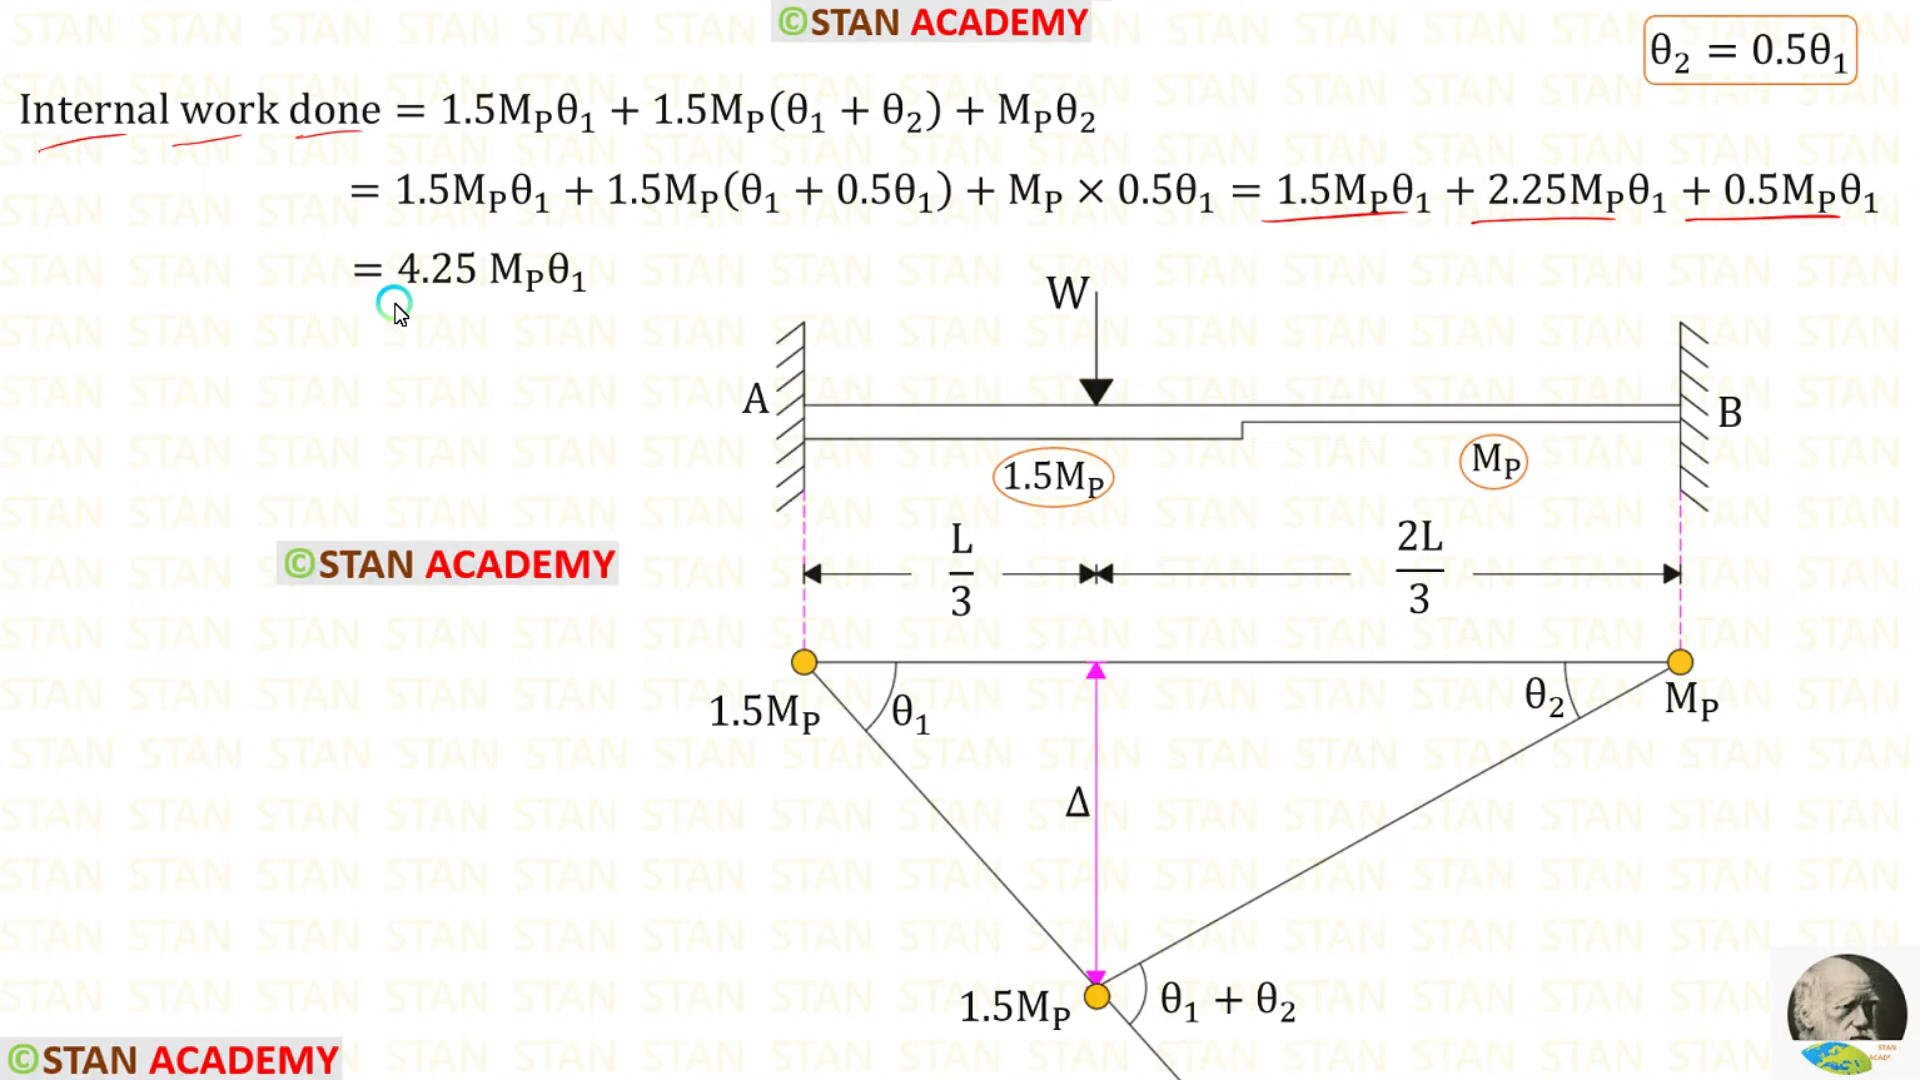 ©STAN ACADEMY
θ₂ = 0.5θ₁
Internal work done = 1.5M_Pθ₁ + 1.5M_P(θ₁ + θ₂) + M_Pθ₂
= 1.5M_Pθ₁ + 1.5M_P(θ₁ + 0.5θ₁) + M_P × 0.5θ₁ = 1.5M_Pθ₁ + 2.25M_Pθ₁ + 0.5M_Pθ₁
= 4.25 M_Pθ₁
W
A
B
1.5M_P
M_P
L/3
2L/3
©STAN ACADEMY
1.5M_P
θ₁
θ₂
M_P
Δ
1.5M_P
θ₁ + θ₂
©STAN ACADEMY
STAN